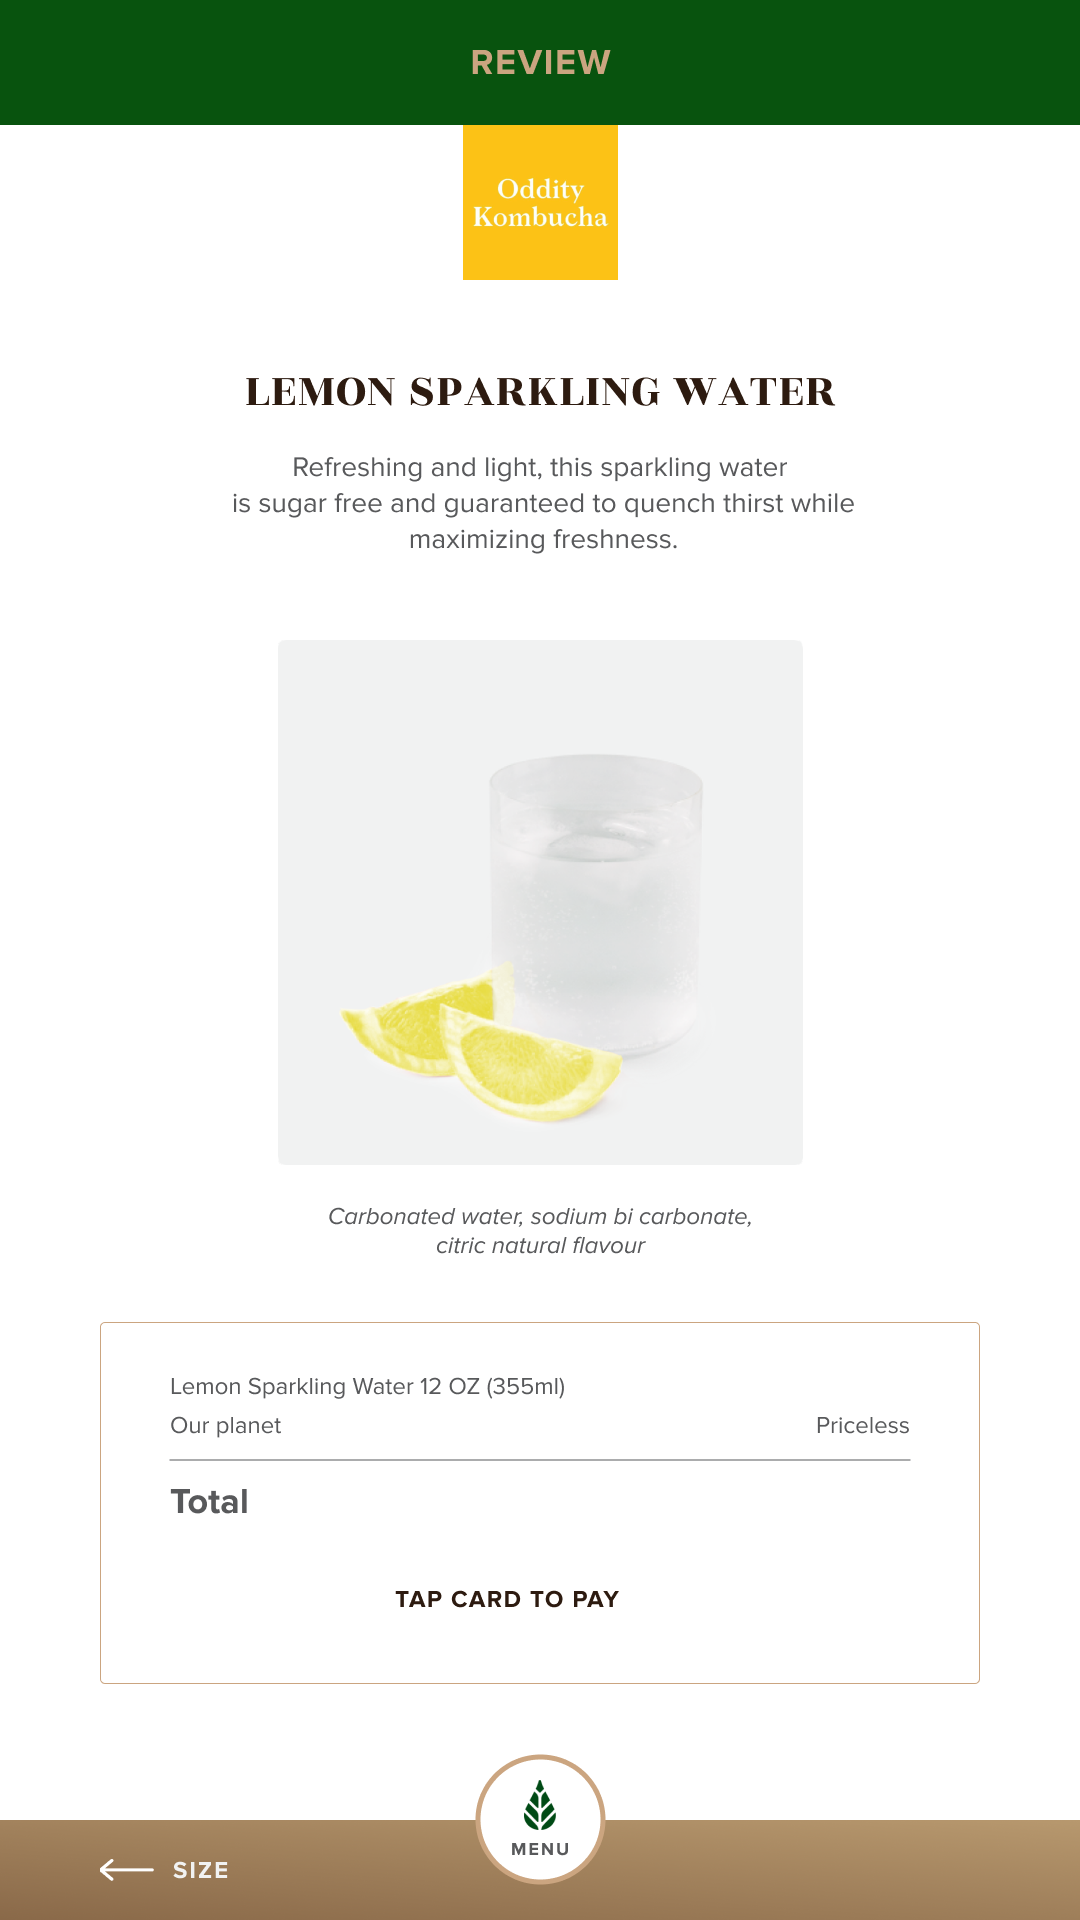 REVIEW
Oddity
Kombucha
LEMON SPARKLING WATER
Refreshing and light, this sparkling water
is sugar free and guaranteed to quench thirst while
maximizing freshness.
Carbonated water, sodium bi carbonate,
citric natural flavour
Lemon Sparkling Water 12 OZ (355ml)
Our planet Priceless
Total
TAP CARD TO PAY
MENU
SIZE